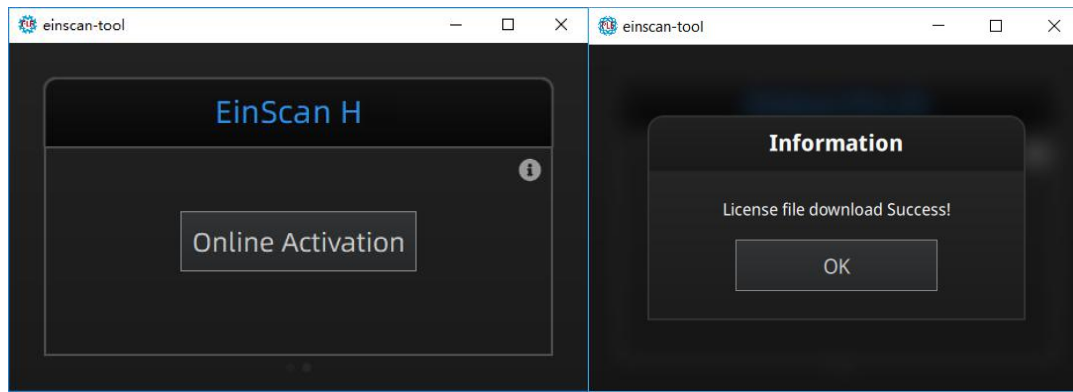 einscan-tool
EinScan H
Online Activation
einscan-tool
Information
License file download Success!
OK